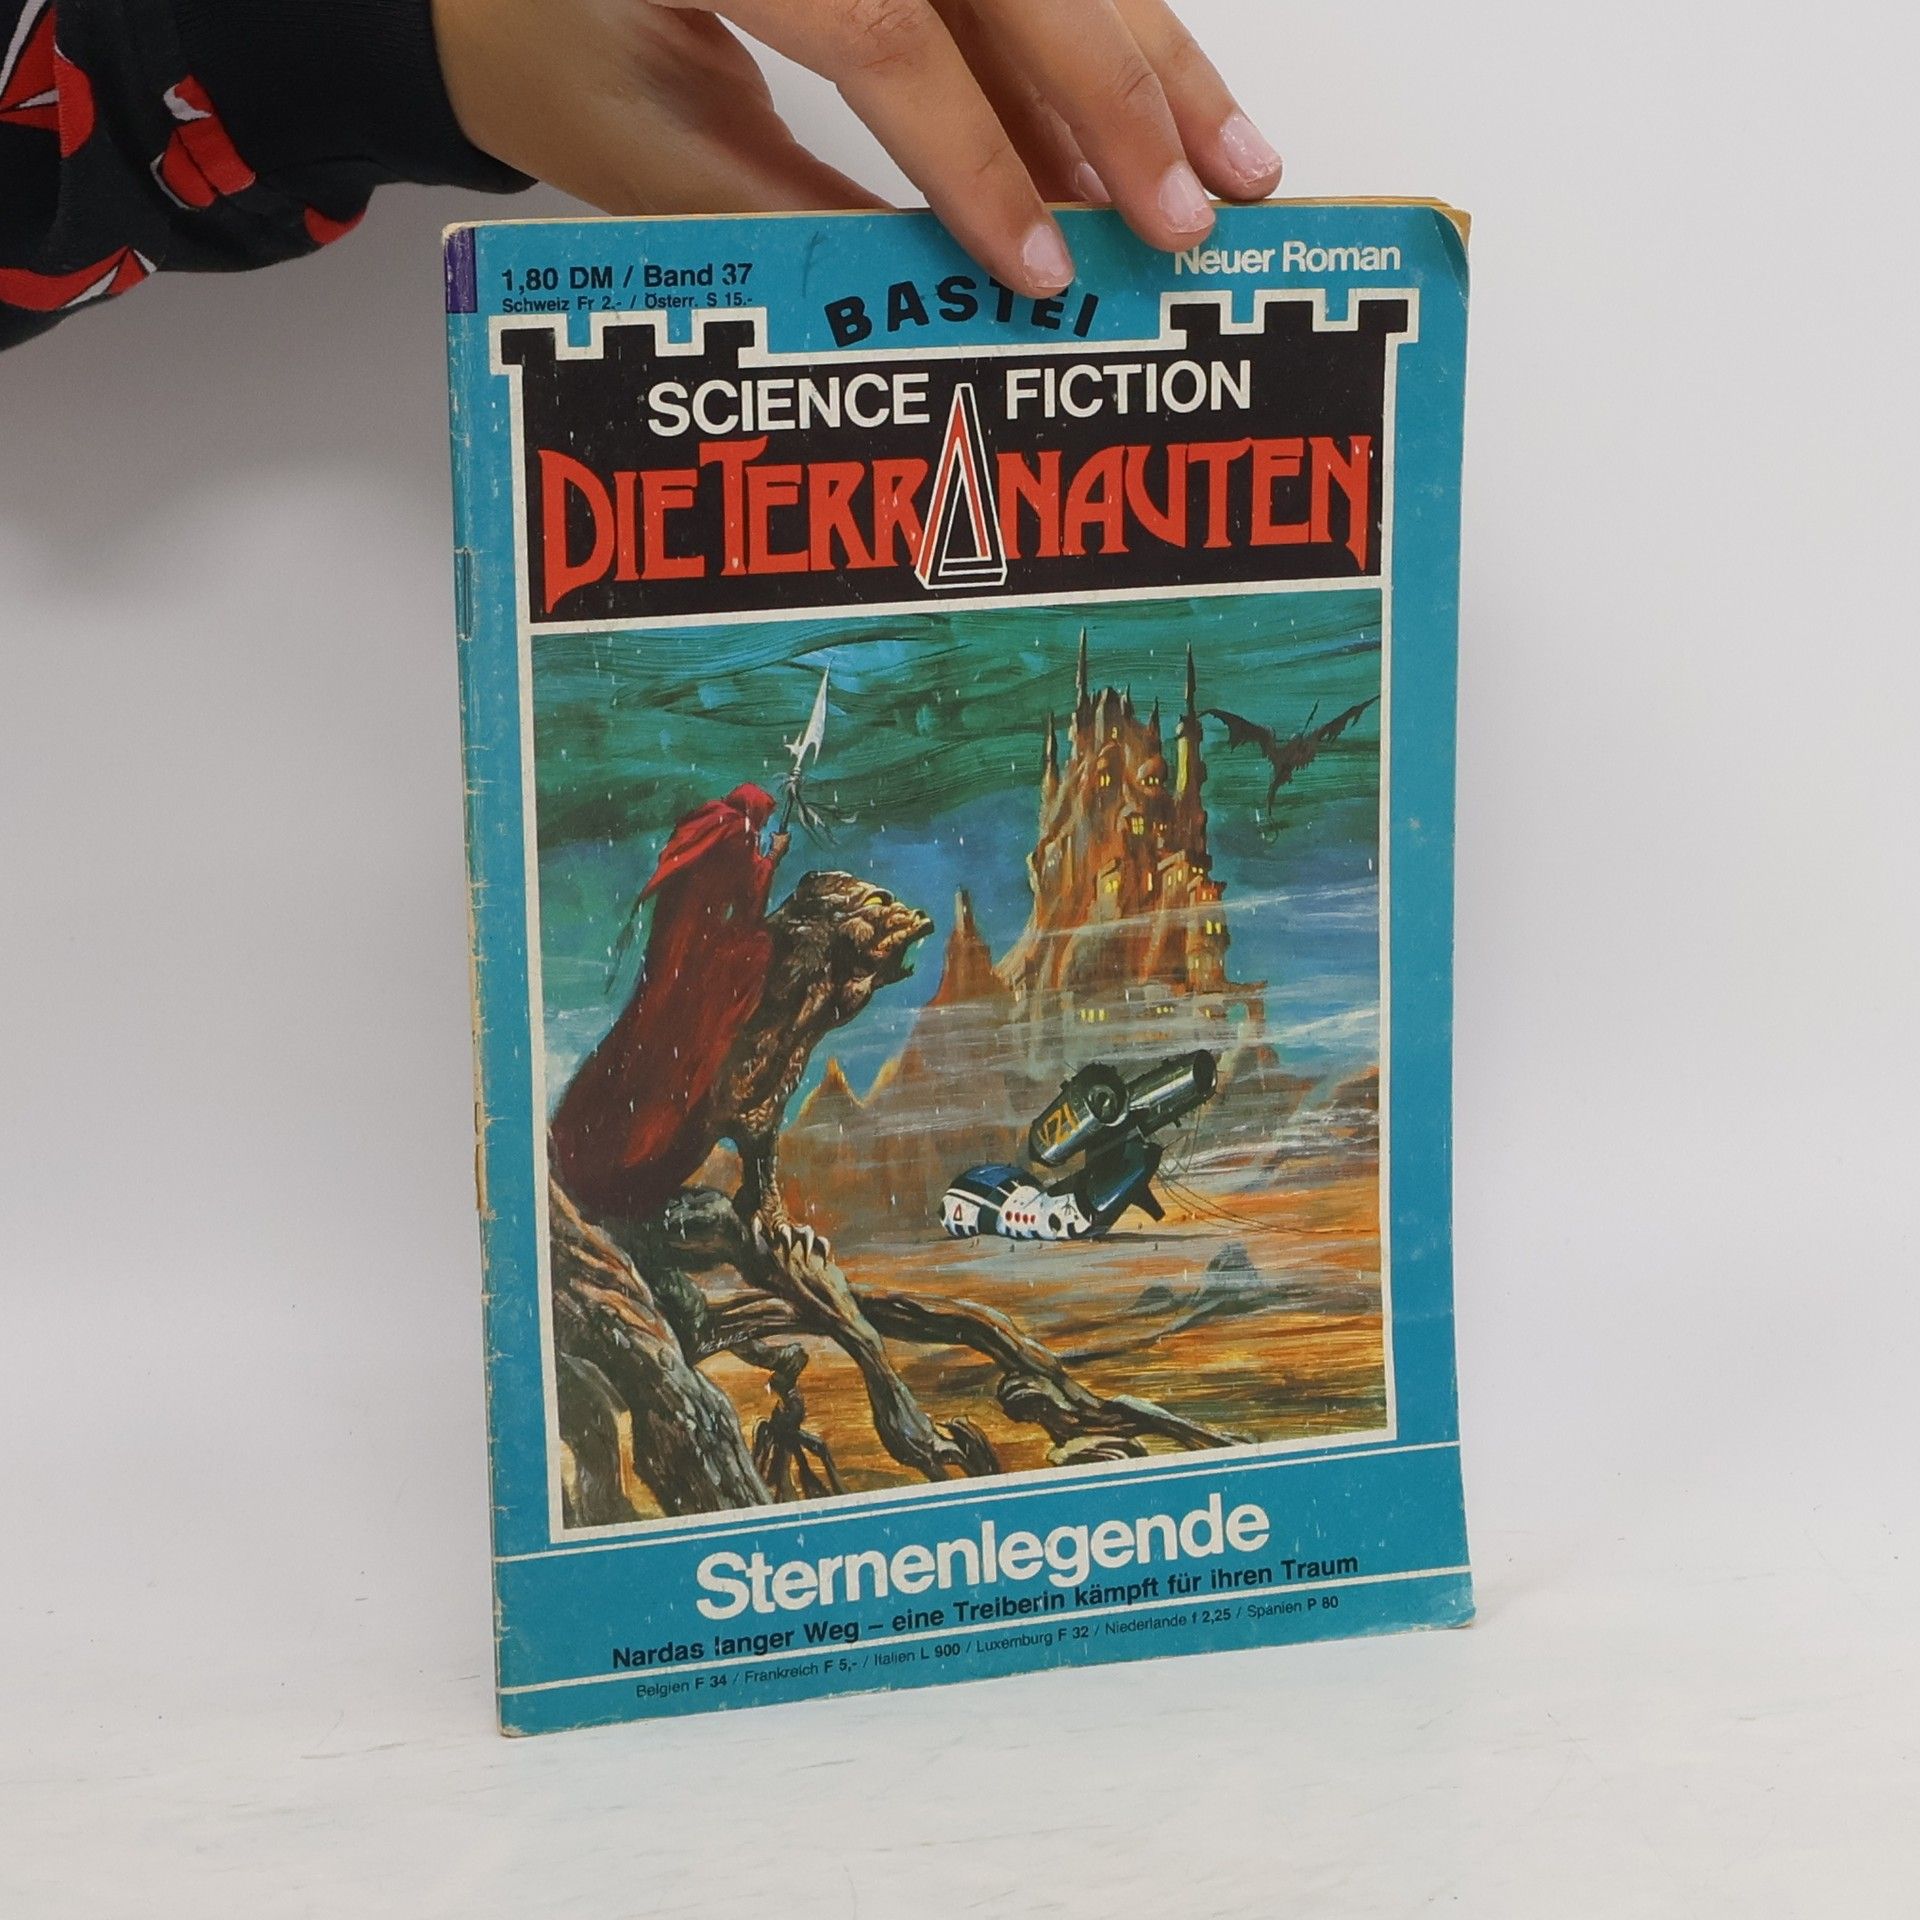 1,80 DM / Band 37
Schweiz Fr 2.- / Österr. S 15.-
Neuer Roman
BASTEI
SCIENCE FICTION
DIE TERRANAUTEN
VZI
Sternenlegende
Nardas langer Weg – eine Treiberin kämpft für ihren Traum
Belgien F 34 / Frankreich F 5,- / Italien L 900 / Luxemburg F 32 / Niederlande f 2,25 / Spanien P 80